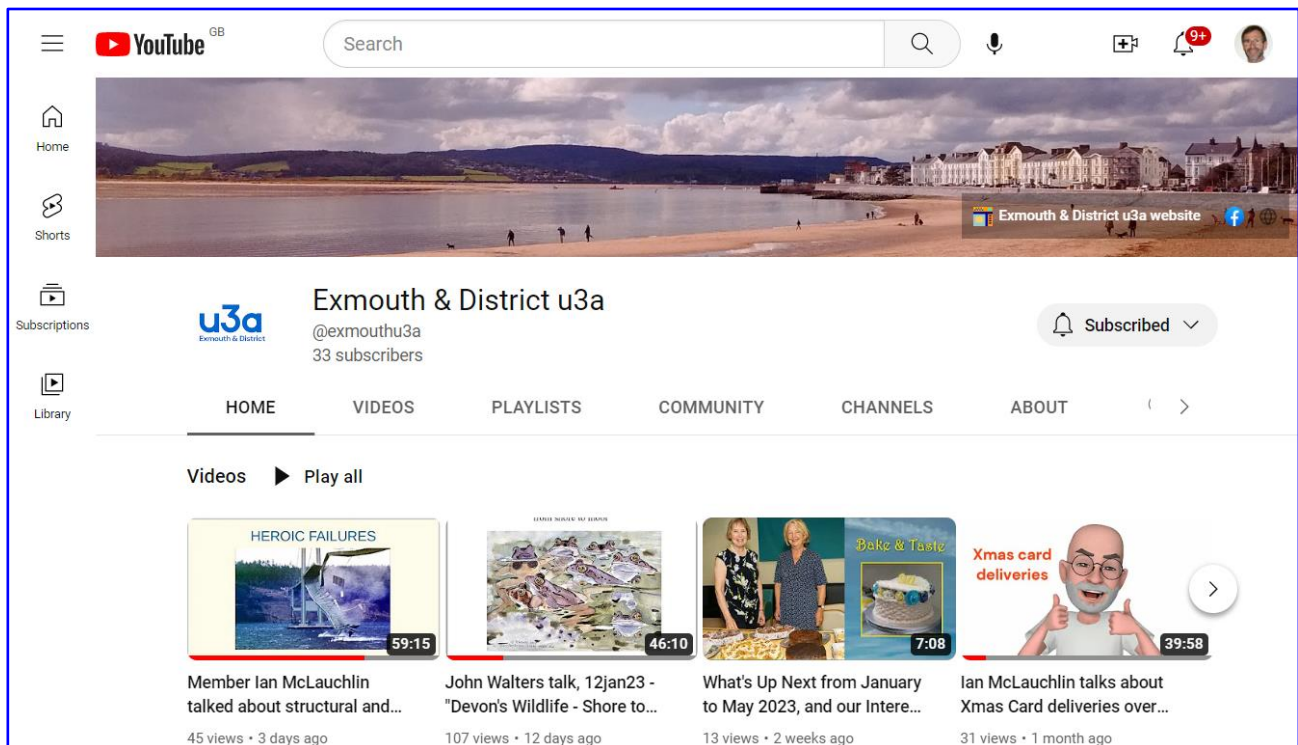 YouTube GB
Search
9+
Home
Shorts
Subscriptions
Library
Exmouth & District u3a website
u3a
Exmouth & District
Exmouth & District u3a
@exmouthu3a
33 subscribers
Subscribed
HOME VIDEOS PLAYLISTS COMMUNITY CHANNELS ABOUT
Videos Play all
HEROIC FAILURES
59:15
Member Ian McLauchlin
talked about structural and...
45 views • 3 days ago
from shore to moor
46:10
John Walters talk, 12jan23 -
"Devon's Wildlife - Shore to...
107 views • 12 days ago
Bake & Taste
7:08
What's Up Next from January
to May 2023, and our Intere...
13 views • 2 weeks ago
Xmas card
deliveries
39:58
Ian McLauchlin talks about
Xmas Card deliveries over...
31 views • 1 month ago